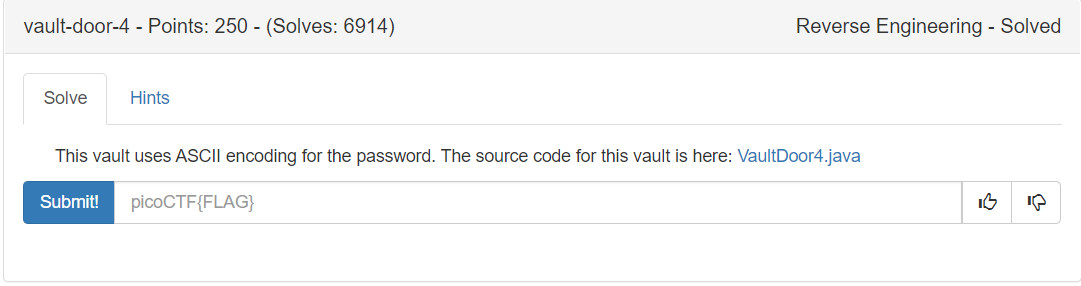 vault-door-4 - Points: 250 - (Solves: 6914) Reverse Engineering - Solved
Solve Hints
This vault uses ASCII encoding for the password. The source code for this vault is here: VaultDoor4.java
Submit! picoCTF{FLAG}